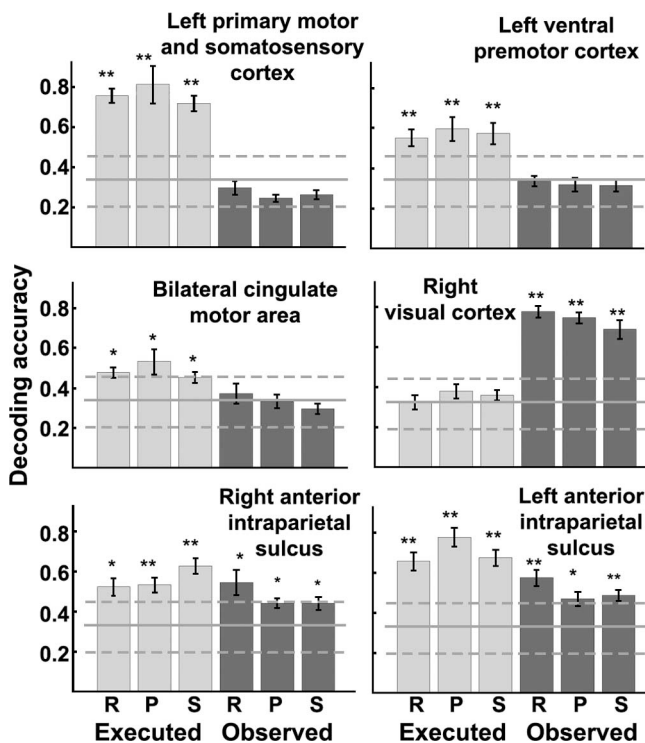 Left primary motor
and somatosensory
cortex
Left ventral
premotor cortex
** ** **
** ** **
0.8
0.6
0.4
0.2
Bilateral cingulate
motor area
Right
visual cortex
* * *
** ** **
0.8
0.6
0.4
0.2
Decoding accuracy
Right anterior
intraparietal
sulcus
Left anterior
intraparietal
sulcus
* ** ** * * *
** ** ** ** * **
0.8
0.6
0.4
0.2
R P S R P S
R P S R P S
Executed Observed
Executed Observed